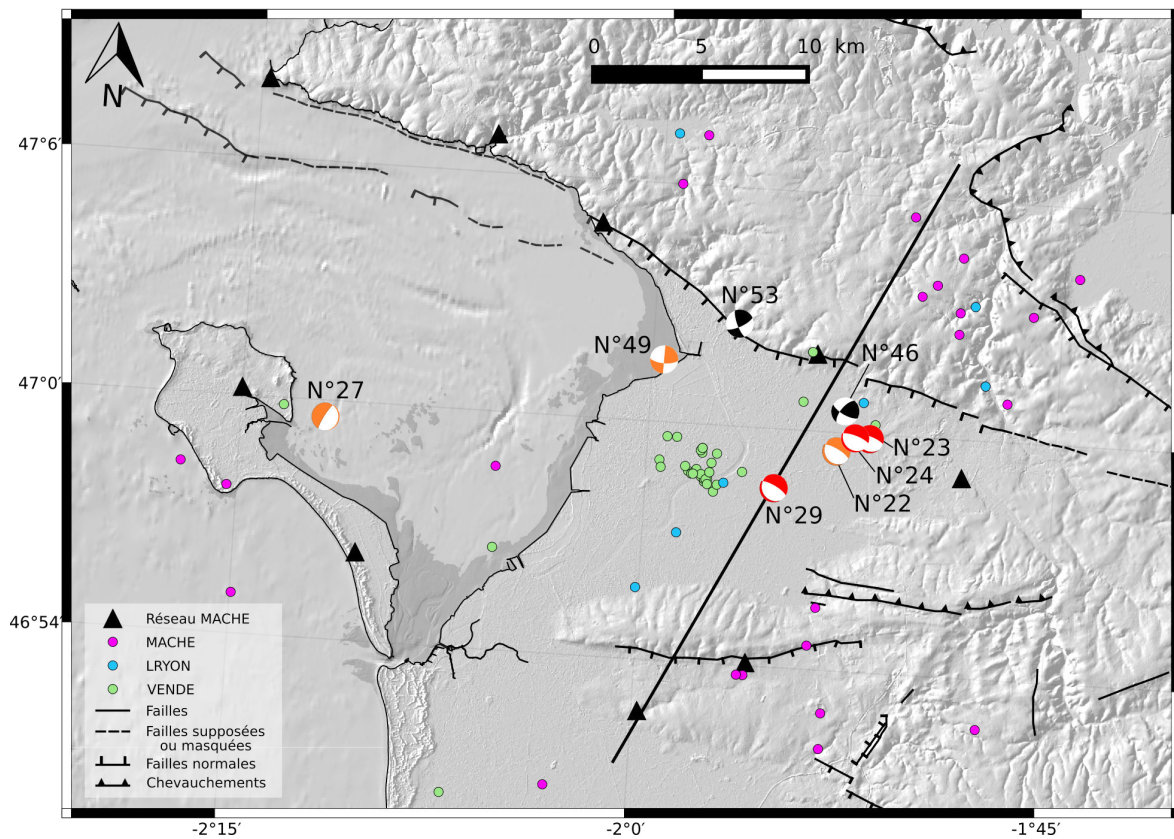 0 5 10 km
N
47°6'
N°53
N°49
N°46
47°0'
N°27
N°23
N°24
N°22
N°29
46°54'
Réseau MACHE
MACHE
LRYON
VENDE
Failles
Failles supposées
ou masquées
Failles normales
Chevauchements
-2°15' -2°0' -1°45'